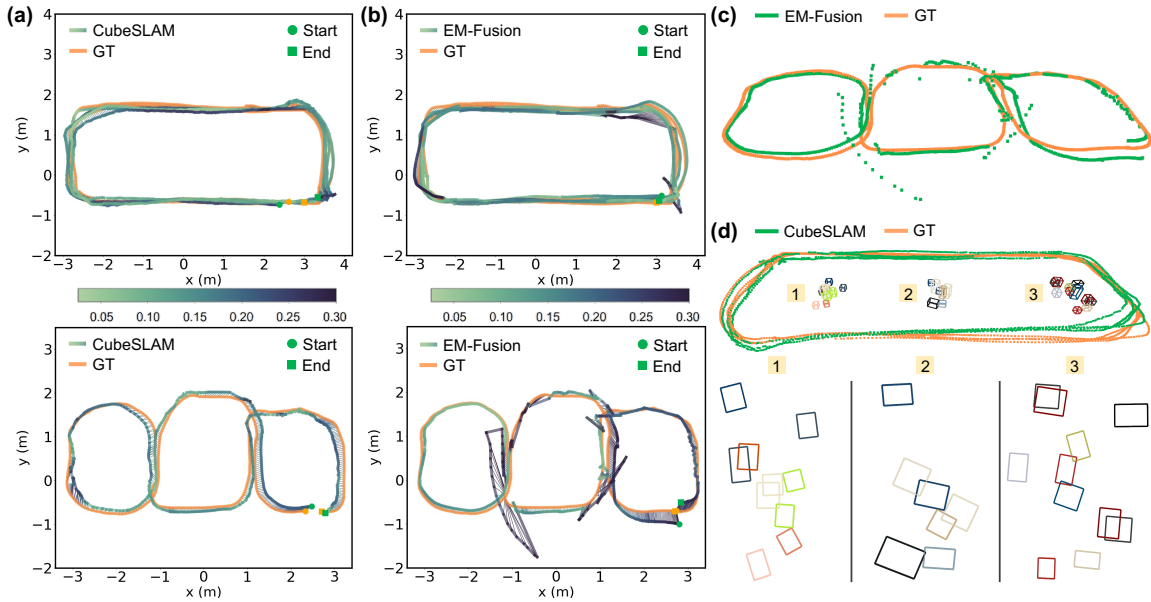 (a)
4
3
2
1
0
−1
−2
y (m)
CubeSLAM
GT
Start
End
−3 −2 −1 0 1 2 3 4
x (m)
(b)
4
3
2
1
0
−1
−2
y (m)
EM-Fusion
GT
Start
End
−3 −2 −1 0 1 2 3 4
x (m)
0.05 0.10 0.15 0.20 0.25 0.30
0.05 0.10 0.15 0.20 0.25 0.30
3
2
1
0
−1
−2
y (m)
CubeSLAM
GT
Start
End
−3 −2 −1 0 1 2 3
x (m)
3
2
1
0
−1
−2
y (m)
EM-Fusion
GT
Start
End
−3 −2 −1 0 1 2 3
x (m)
(c)
EM-Fusion GT
(d)
CubeSLAM GT
1 2 3
1 2 3